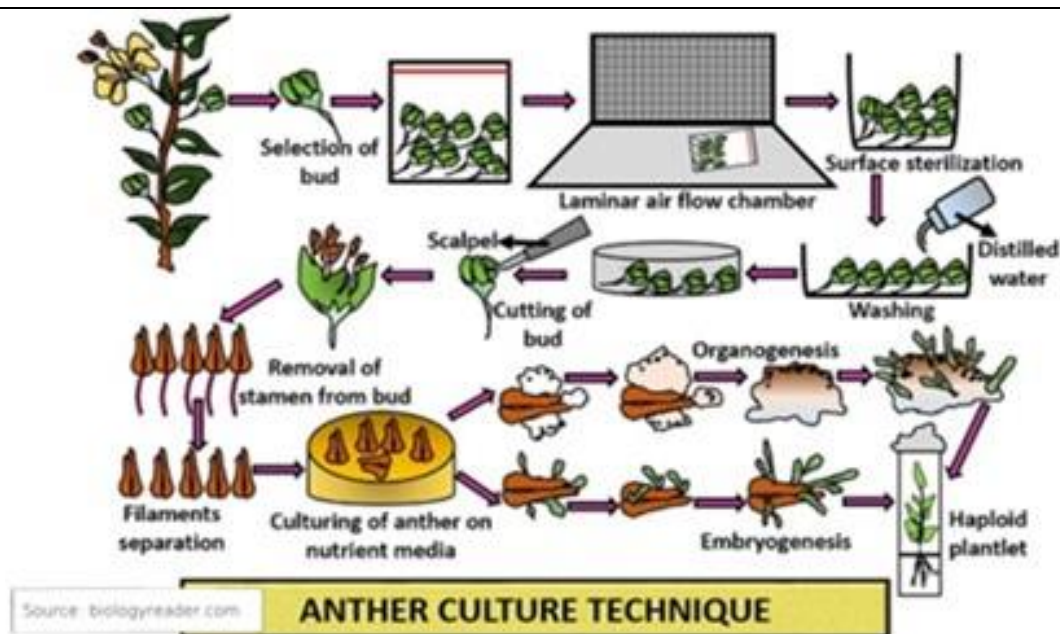 Selection of
bud
Laminar air flow chamber
Surface sterilization
Scalpel
Distilled
water
Cutting of
bud
Washing
Removal of
stamen from bud
Organogenesis
Filaments
separation
Culturing of anther on
nutrient media
Embryogenesis
Haploid
plantlet
Source: biologyreader.com
ANTHER CULTURE TECHNIQUE